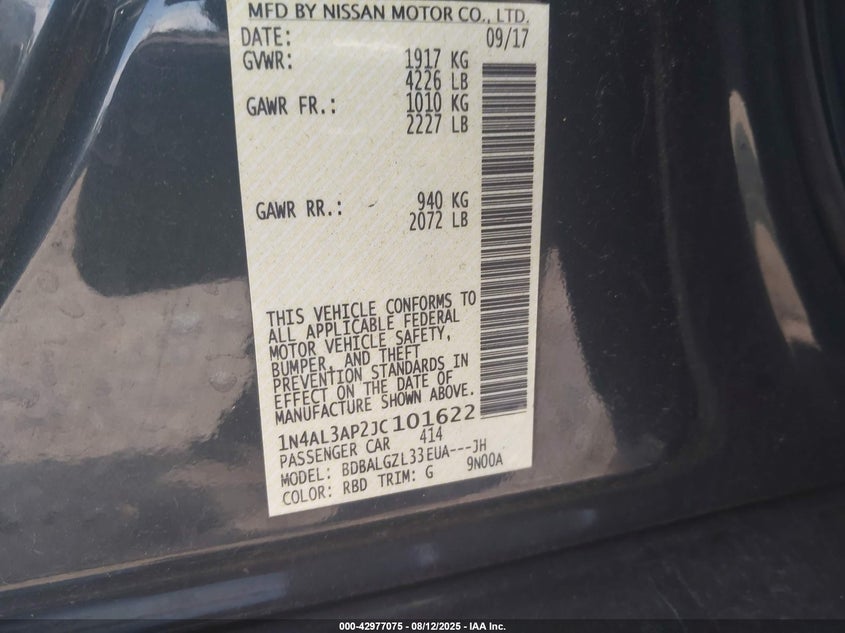 MFD BY NISSAN MOTOR CO., LTD.
DATE: 09/17
GVWR: 1917 KG
4226 LB
GAWR FR.: 1010 KG
2227 LB
GAWR RR.: 940 KG
2072 LB
THIS VEHICLE CONFORMS TO
ALL APPLICABLE FEDERAL
MOTOR VEHICLE SAFETY,
BUMPER, AND THEFT
PREVENTION STANDARDS IN
EFFECT ON THE DATE OF
MANUFACTURE SHOWN ABOVE.
1N4AL3AP2JC101622
PASSENGER CAR 414
MODEL: BDBALGZL33EUA---JH
COLOR: RBD TRIM: G 9N00A
000-42977075 - 08/12/2025 - IAA Inc.